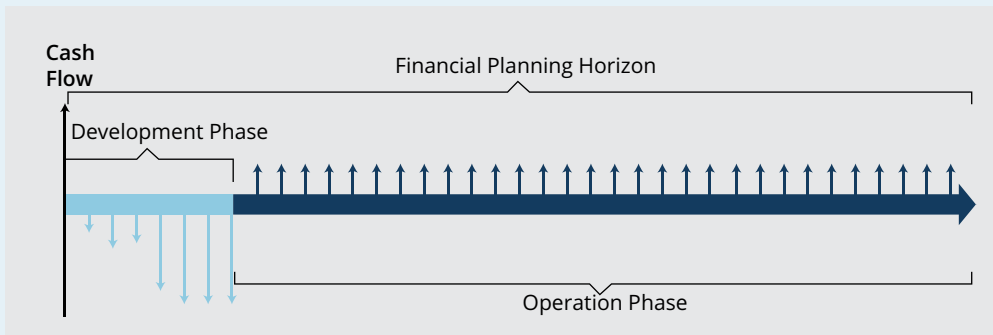 Cash
Flow
Financial Planning Horizon
Development Phase
Operation Phase